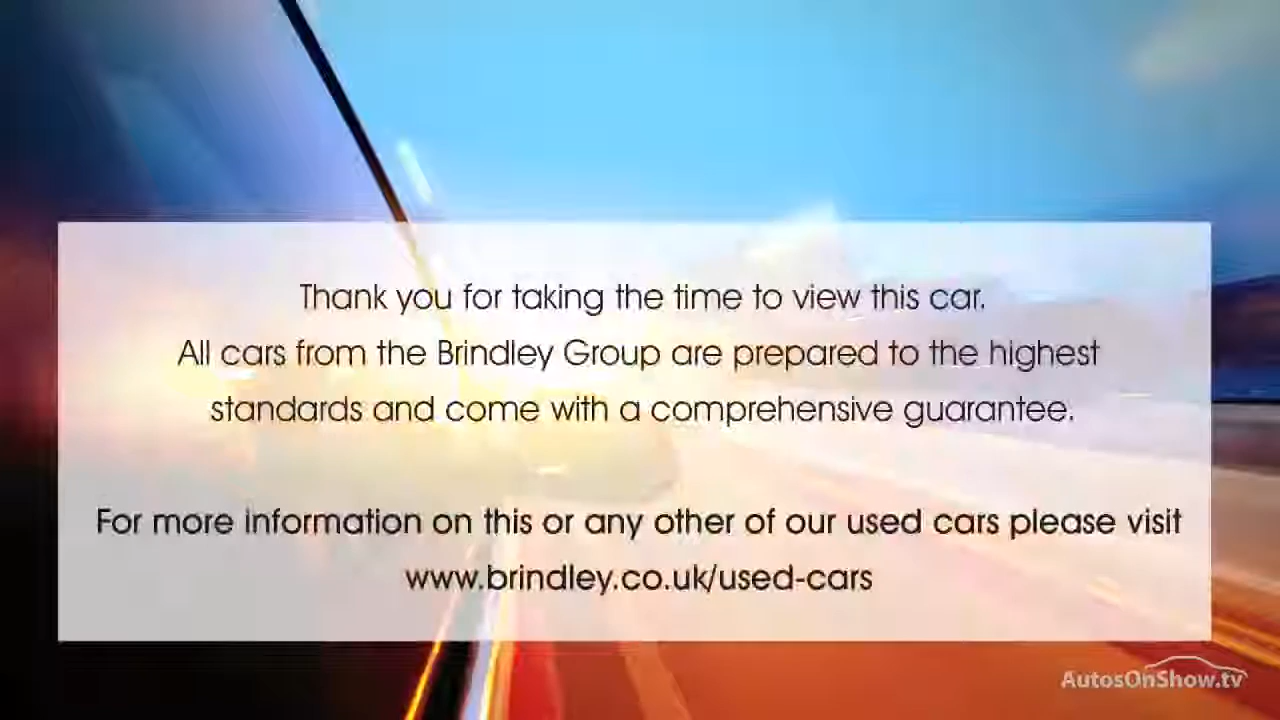 Thank you for taking the time to view this car.
All cars from the Brindley Group are prepared to the highest
standards and come with a comprehensive guarantee.
For more information on this or any other of our used cars please visit
www.brindley.co.uk/used-cars
AutosOnShow.tv